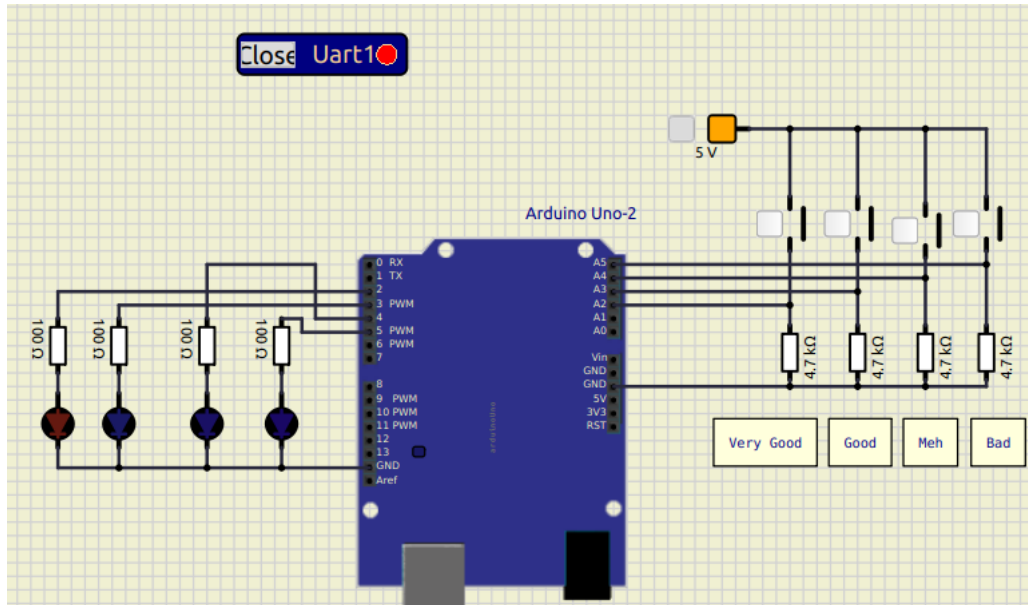 Close Uart1
5 V
Arduino Uno-2
0 RX
1 TX
2
3 PWM
4
5 PWM
6 PWM
7
8
9 PWM
10 PWM
11 PWM
12
13
GND
Aref
A5
A4
A3
A2
A1
A0
Vin
GND
GND
5V
3V3
RST
arduinouno
100 Ω
100 Ω
100 Ω
100 Ω
4.7 kΩ
4.7 kΩ
4.7 kΩ
4.7 kΩ
Very Good
Good
Meh
Bad